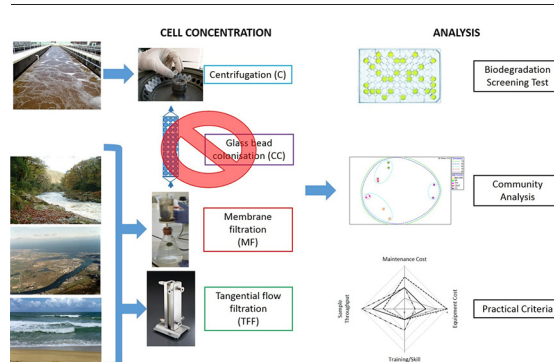 CELL CONCENTRATION
ANALYSIS
Centrifugation (C)
Biodegradation
Screening Test
Glass bead
colonisation (CC)
Community
Analysis
Membrane
filtration
(MF)
Tangential flow
filtration
(TFF)
Maintenance Cost
Sample
Throughput
Equipment Cost
Training/Skill
Practical Criteria